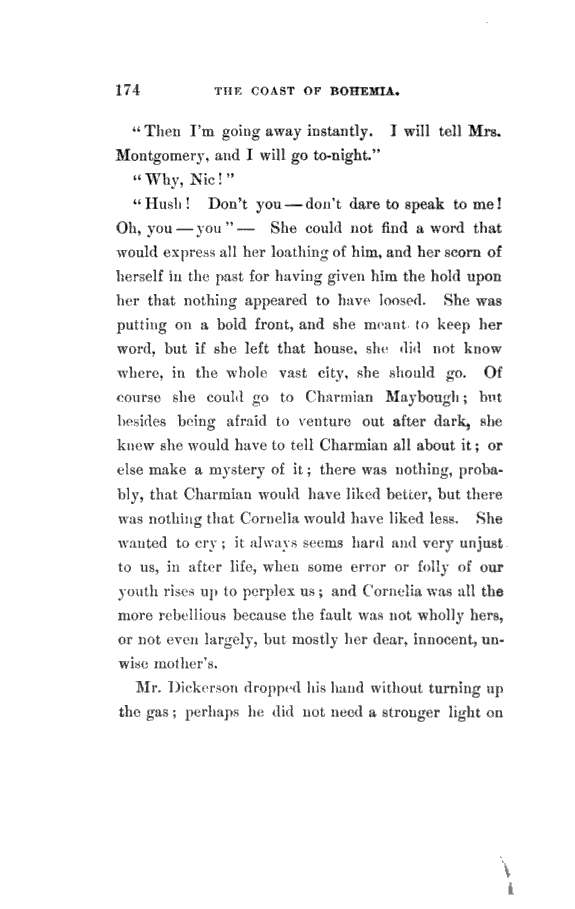 174 THE COAST OF BOHEMIA.
“Then I'm going away instantly. I will tell Mrs.
Montgomery, and I will go to-night.”
“Why, Nic!”
“Hush! Don't you — don't dare to speak to me!
Oh, you — you” — She could not find a word that
would express all her loathing of him, and her scorn of
herself in the past for having given him the hold upon
her that nothing appeared to have loosed. She was
putting on a bold front, and she meant to keep her
word, but if she left that house, she did not know
where, in the whole vast city, she should go. Of
course she could go to Charmian Maybough; but
besides being afraid to venture out after dark, she
knew she would have to tell Charmian all about it; or
else make a mystery of it; there was nothing, proba-
bly, that Charmian would have liked better, but there
was nothing that Cornelia would have liked less. She
wanted to cry; it always seems hard and very unjust
to us, in after life, when some error or folly of our
youth rises up to perplex us; and Cornelia was all the
more rebellious because the fault was not wholly hers,
or not even largely, but mostly her dear, innocent, un-
wise mother's.
Mr. Dickerson dropped his hand without turning up
the gas; perhaps he did not need a stronger light on